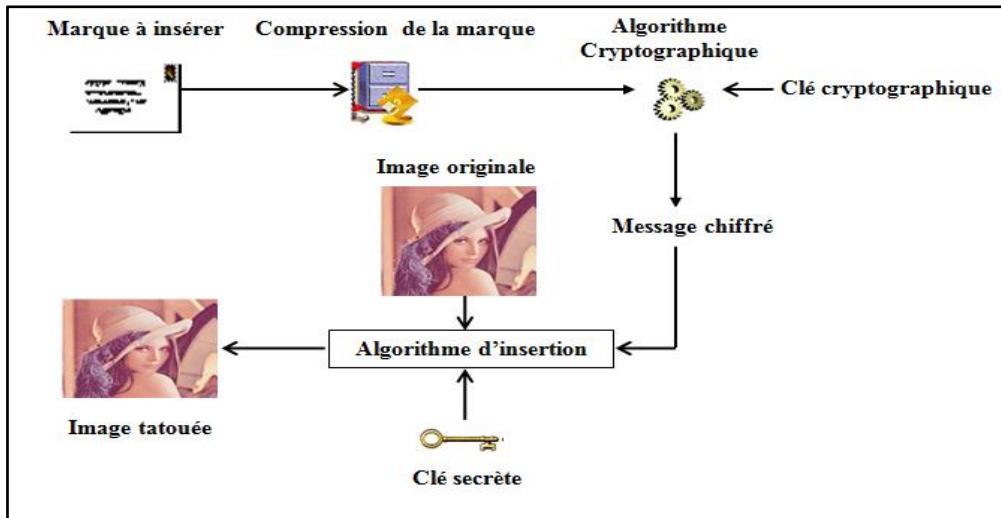 Marque à insérer
Compression de la marque
Algorithme
Cryptographique
Clé cryptographique
Image originale
Message chiffré
Algorithme d'insertion
Image tatouée
Clé secrète